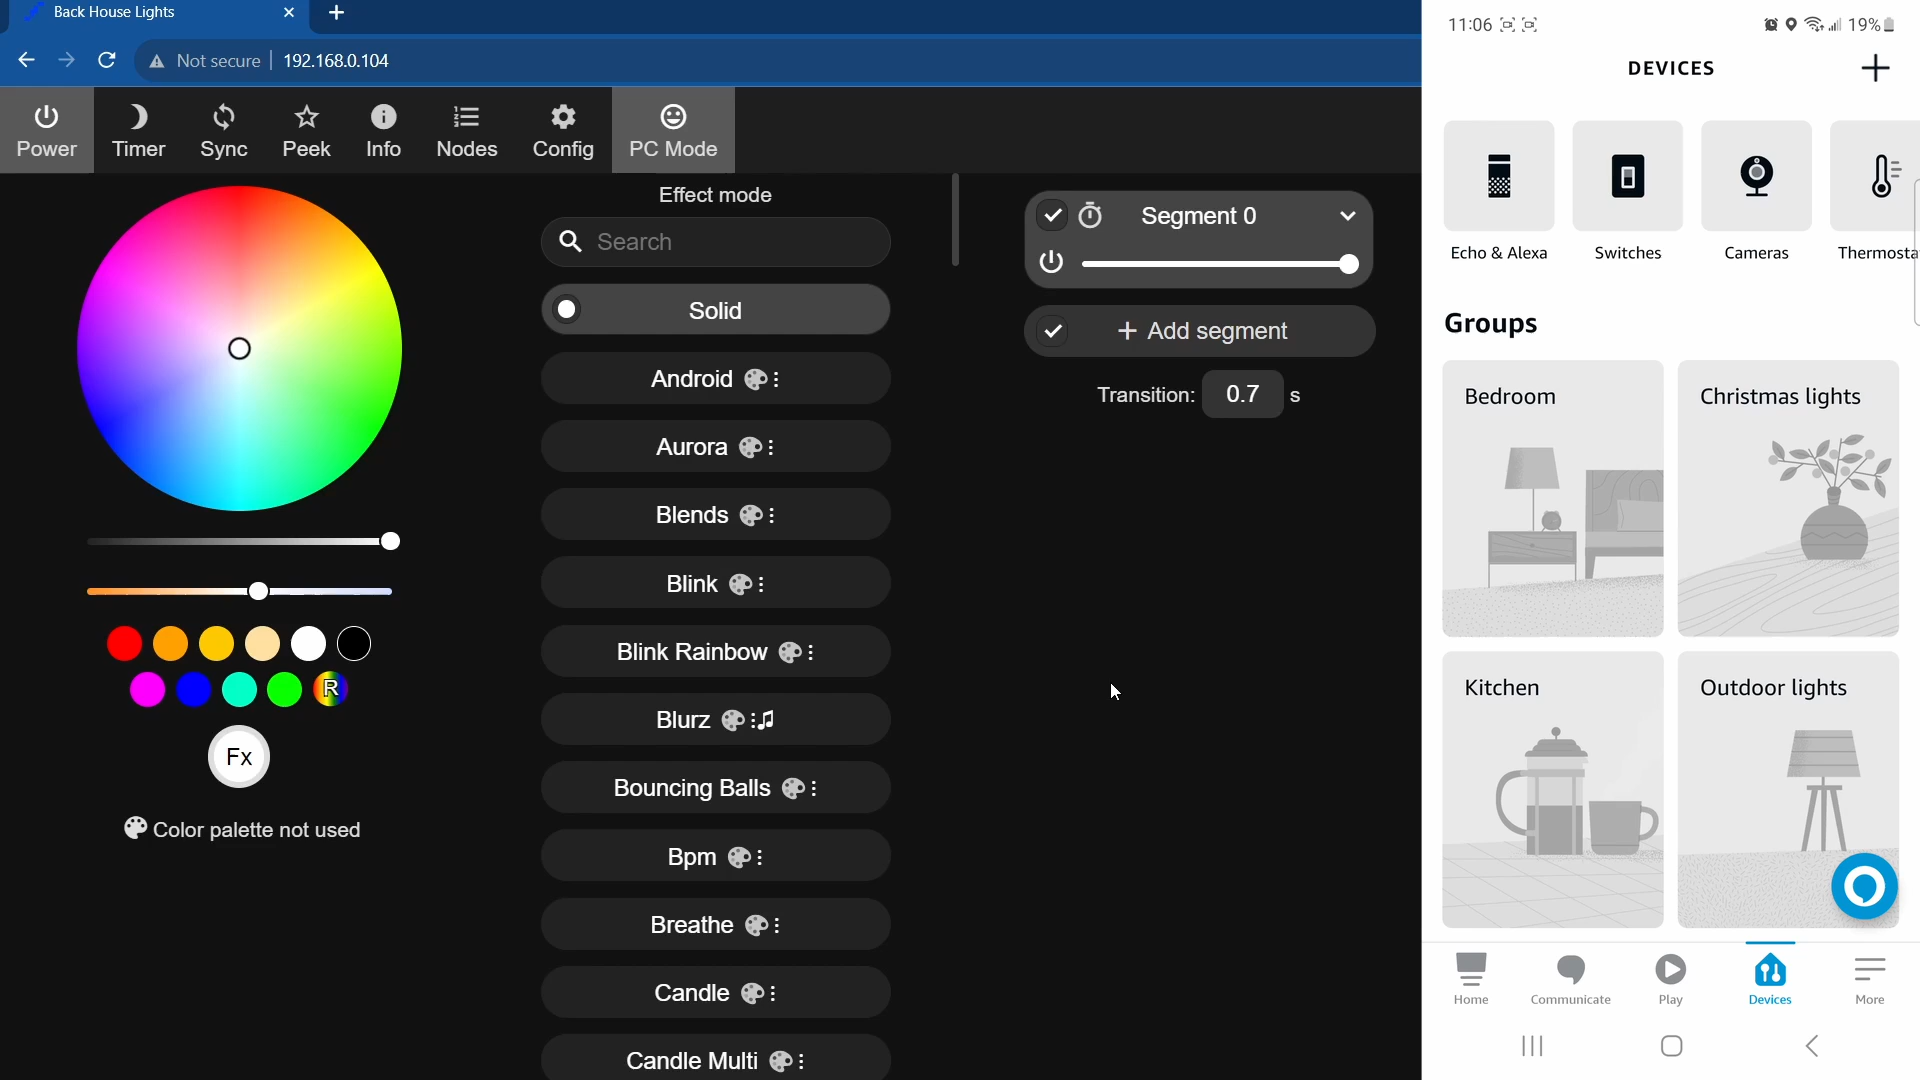 Back House Lights
Not secure
192.168.0.104
Power
Timer
Sync
Peek
Info
Nodes
Config
PC Mode
Effect mode
Search
Solid
Android
Aurora
Blends
Blink
Blink Rainbow
Blurz
Bouncing Balls
Bpm
Breathe
Candle
Candle Multi
R
Fx
Color palette not used
Segment 0
+ Add segment
Transition: 0.7 s
11:06
19%
DEVICES
Echo & Alexa
Switches
Cameras
Thermosta
Groups
Bedroom
Christmas lights
Kitchen
Outdoor lights
Home
Communicate
Play
Devices
More